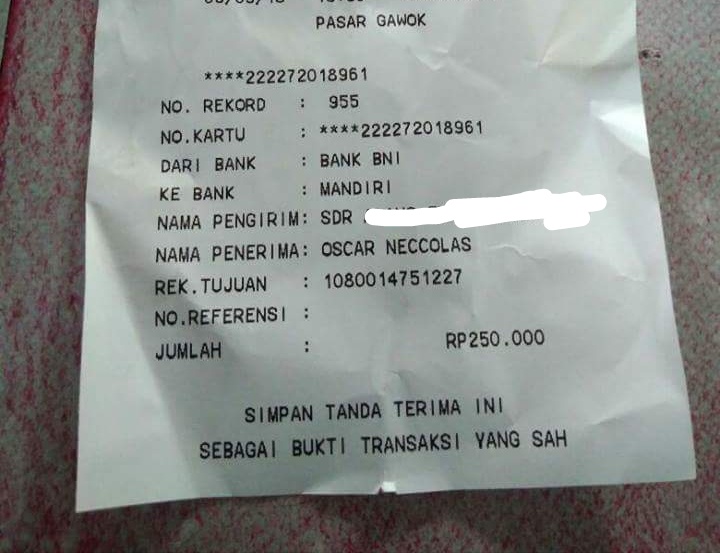 PASAR GAWOK
****222272018961
NO. REKORD : 955
NO.KARTU : ****222272018961
DARI BANK : BANK BNI
KE BANK : MANDIRI
NAMA PENGIRIM: SDR
NAMA PENERIMA: OSCAR NECCOLAS
REK.TUJUAN : 1080014751227
NO.REFERENSI :
JUMLAH : RP250.000
SIMPAN TANDA TERIMA INI
SEBAGAI BUKTI TRANSAKSI YANG SAH